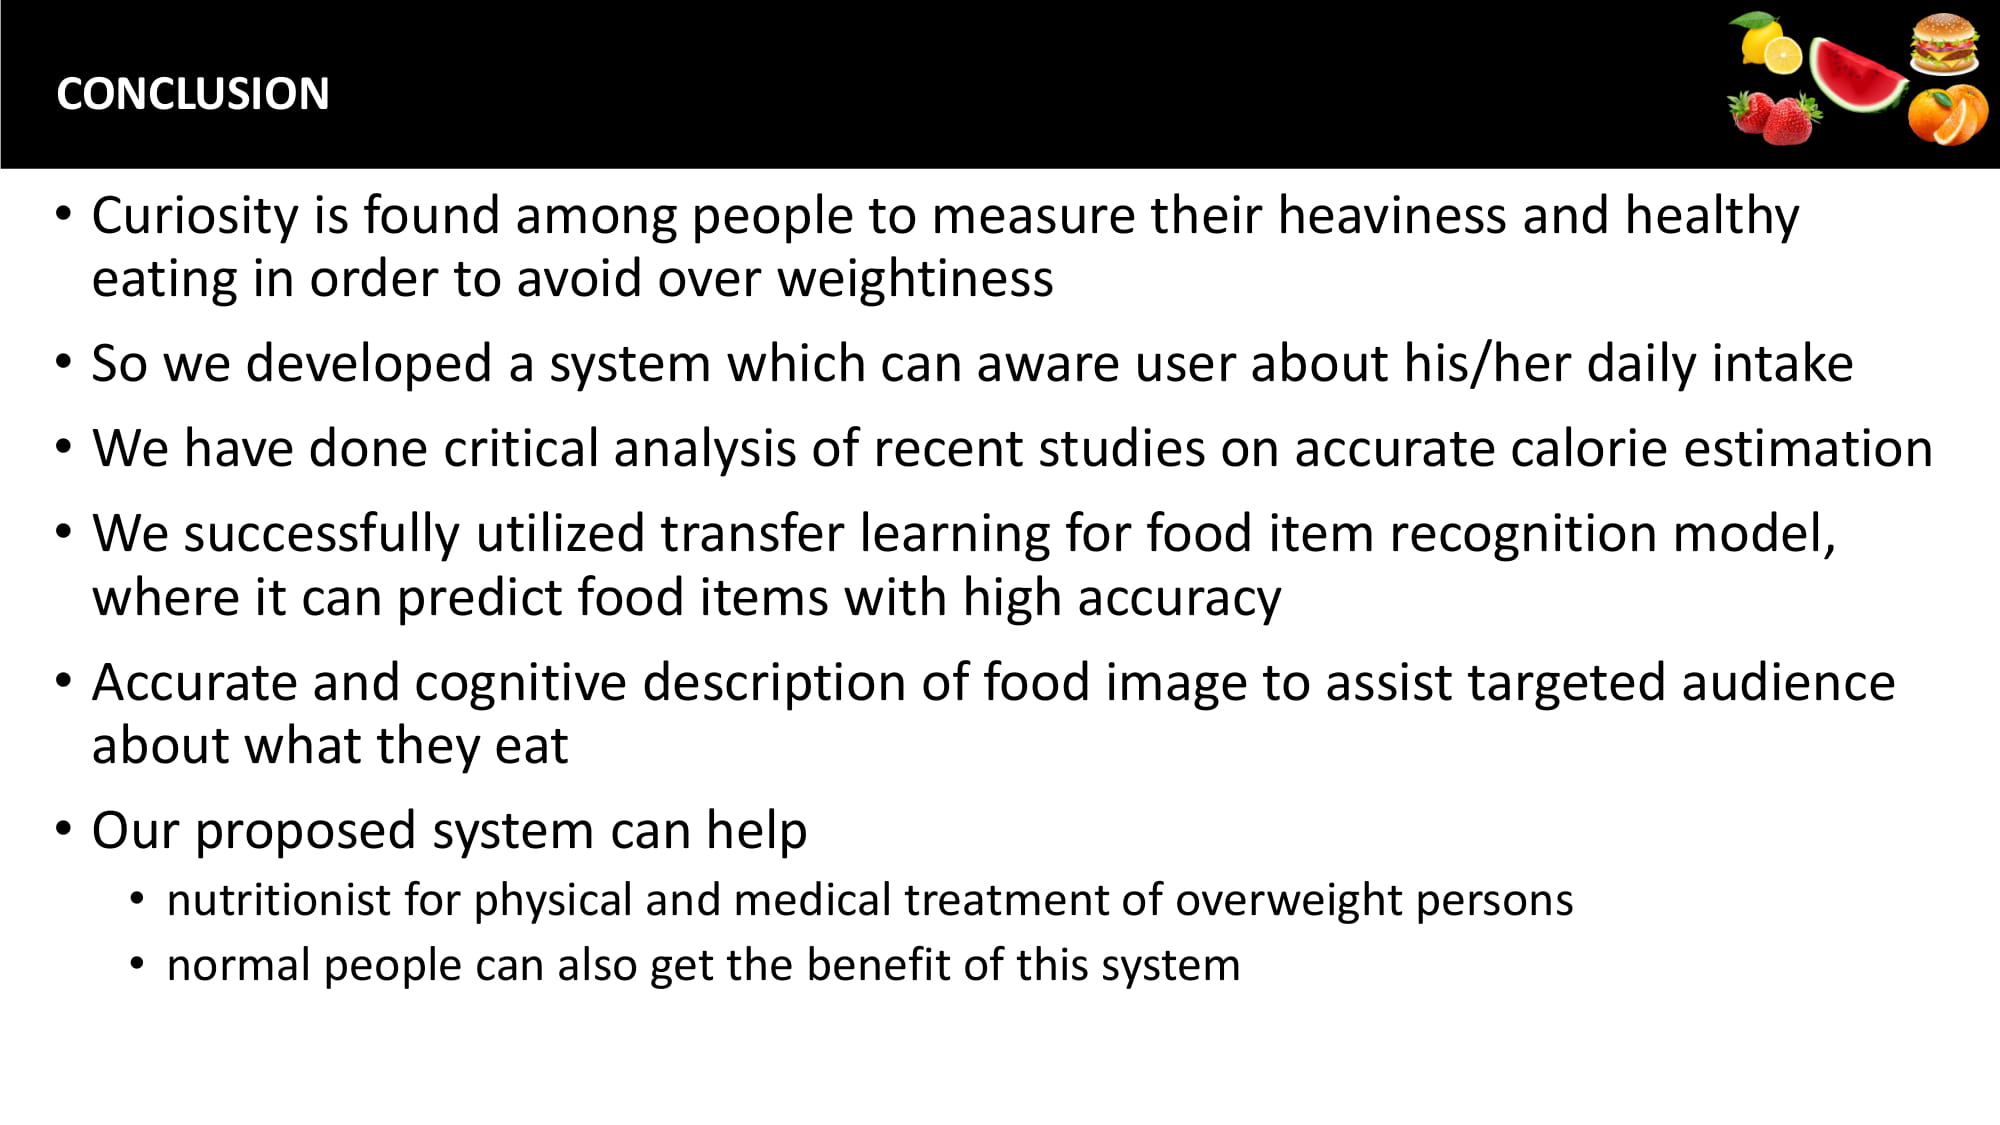 CONCLUSION
• Curiosity is found among people to measure their heaviness and healthy
eating in order to avoid over weightiness
• So we developed a system which can aware user about his/her daily intake
• We have done critical analysis of recent studies on accurate calorie estimation
• We successfully utilized transfer learning for food item recognition model,
where it can predict food items with high accuracy
• Accurate and cognitive description of food image to assist targeted audience
about what they eat
• Our proposed system can help
• nutritionist for physical and medical treatment of overweight persons
• normal people can also get the benefit of this system